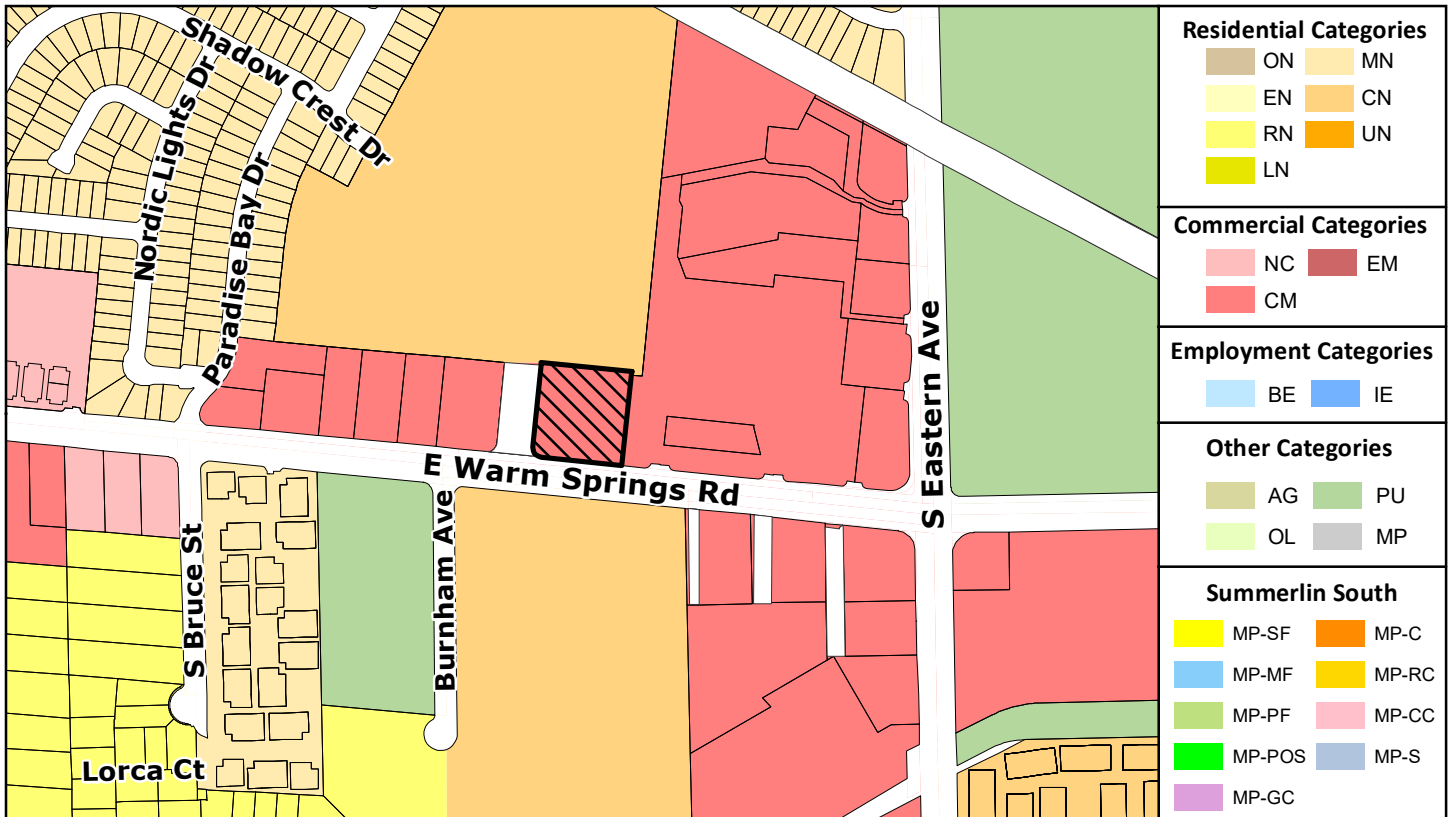 Shadow Crest Dr
Nordic Lights Dr
Paradise Bay Dr
S Eastern Ave
E Warm Springs Rd
S Bruce St
Burnham Ave
Lorca Ct
Residential Categories
ON MN
EN CN
RN UN
LN
Commercial Categories
NC EM
CM
Employment Categories
BE IE
Other Categories
AG PU
OL MP
Summerlin South
MP-SF MP-C
MP-MF MP-RC
MP-PF MP-CC
MP-POS MP-S
MP-GC